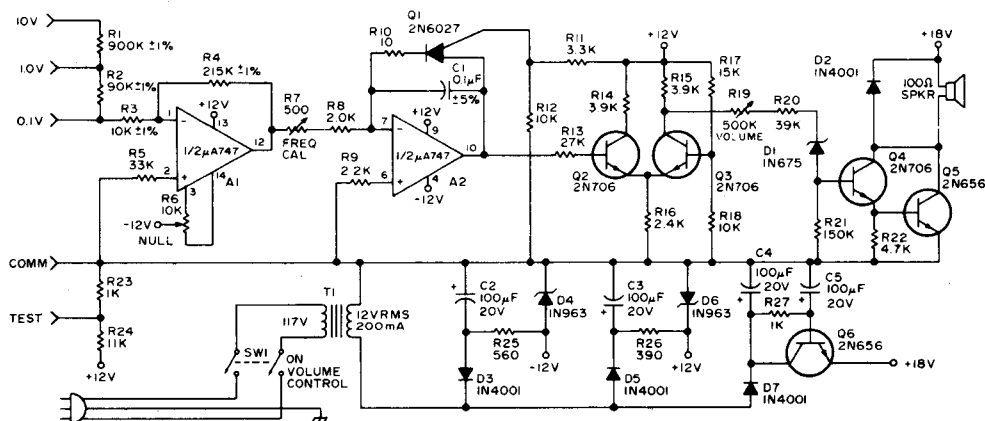 10V
R1
900K ±1%
1.0V
R2
90K ±1%
0.1V
R3
10K ±1%
R4
215K ±1%
+12V
13
1
2
3
14
12
1/2μA747
A1
R5
33K
R6
10K
-12V
NULL
R7
500
FREQ
CAL
R8
2.0K
R9
2.2K
R10
10
Q1
2N6027
C1
0.1μF
±5%
+12V
9
7
6
4
10
1/2μA747
A2
-12V
R11
3.3K
R12
10K
R13
27K
R14
3.9K
+12V
R15
3.9K
R17
15K
Q2
2N706
Q3
2N706
R16
2.4K
R18
10K
R19
500K
VOLUME
R20
39K
D1
1N675
D2
1N4001
+18V
100Ω
SPKR
Q4
2N706
Q5
2N656
R21
150K
R22
4.7K
COMM
R23
1K
TEST
R24
11K
+12V
SW1
ON
VOLUME
CONTROL
T1
117V
12VRMS
200mA
C2
100μF
20V
D4
1N963
R25
560
-12V
D3
1N4001
C3
100μF
20V
D6
1N963
R26
390
+12V
D5
1N4001
C4
100μF
20V
C5
100μF
20V
R27
1K
Q6
2N656
+18V
D7
1N4001